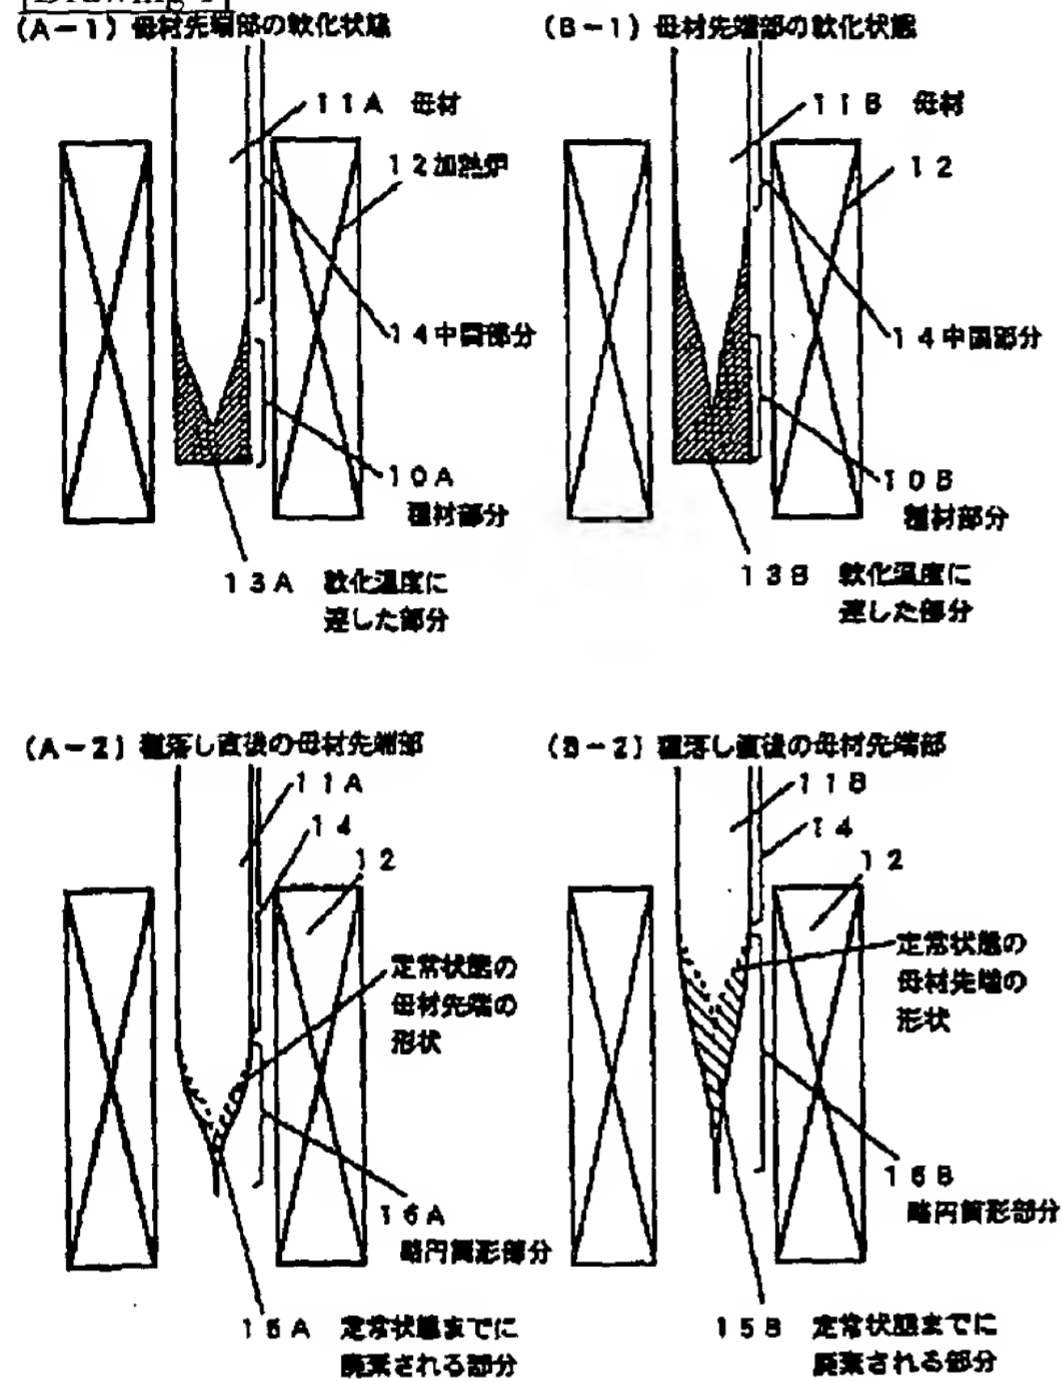 [Drawing 1]
(A－1) 母材先端部の軟化状態
11A 母材
12加熱炉
14中間部分
10A
種材部分
13A 軟化温度に
達した部分
(B－1) 母材先端部の軟化状態
11B 母材
12
14中間部分
10B
種材部分
13B 軟化温度に
達した部分
(A－2) 種落し直後の母材先端部
11A
14
12
定常状態の
母材先端の
形状
16A
略円筒形部分
15A 定常状態までに
廃棄される部分
(B－2) 種落し直後の母材先端部
11B
14
12
定常状態の
母材先端の
形状
16B
略円筒形部分
15B 定常状態までに
廃棄される部分